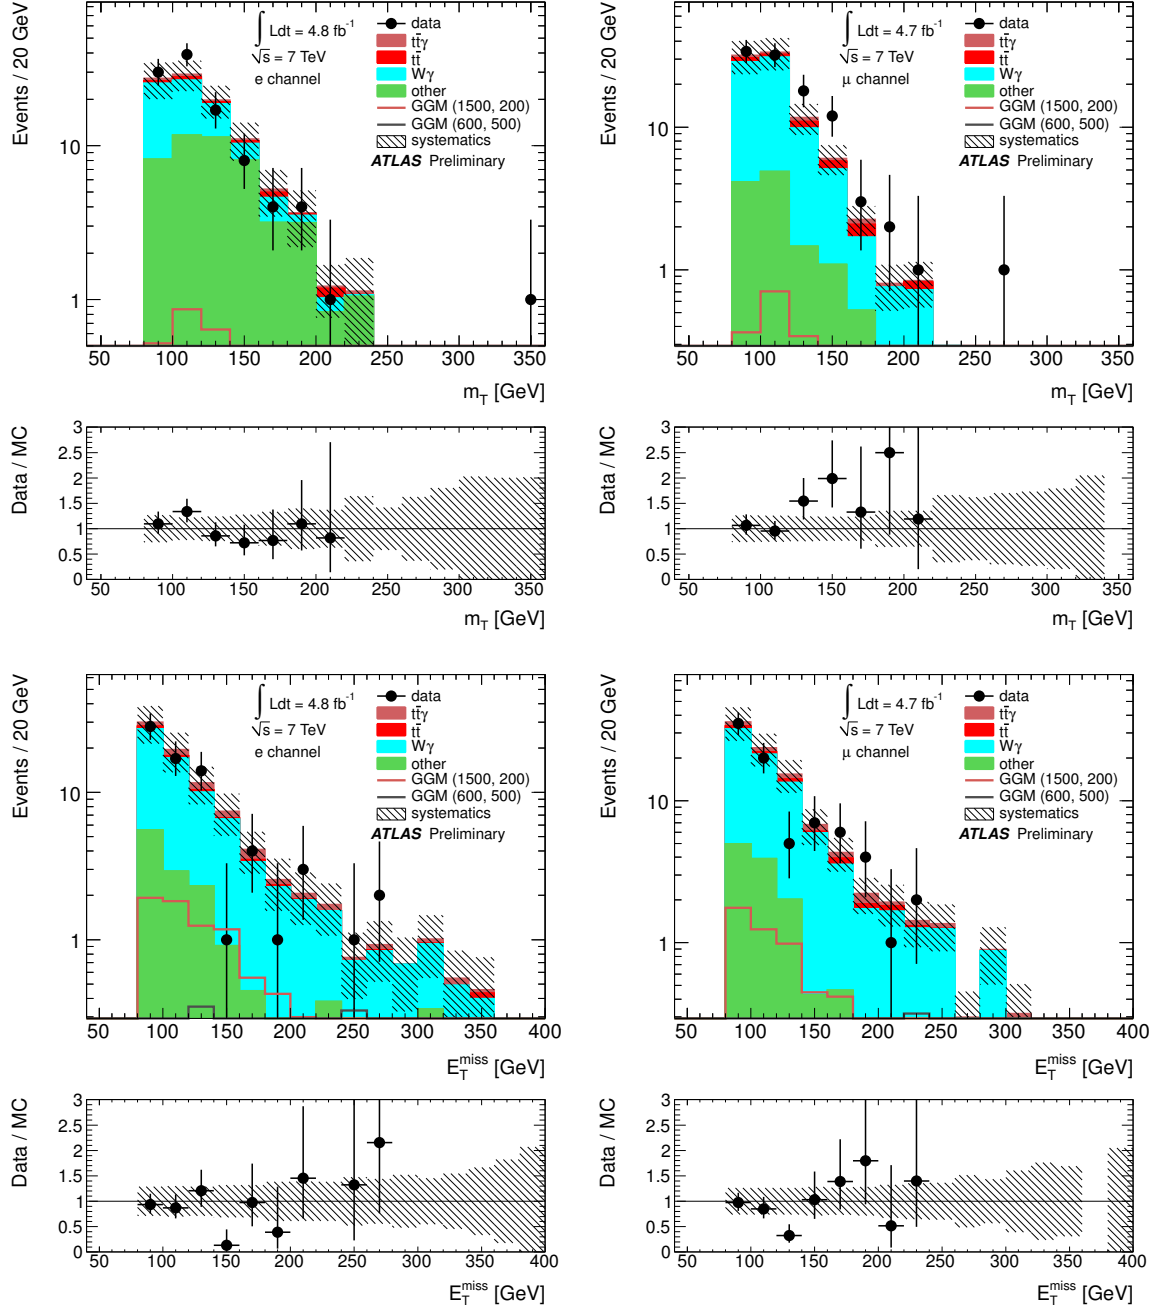 Events / 20 GeV
10
1
∫ Ldt = 4.8 fb⁻¹
√s = 7 TeV
e channel
data
tt̄γ
tt̄
Wγ
other
GGM (1500, 200)
GGM (600, 500)
systematics
ATLAS Preliminary
50 100 150 200 250 300 350
m_T [GeV]
Events / 20 GeV
10
1
∫ Ldt = 4.7 fb⁻¹
√s = 7 TeV
μ channel
data
tt̄γ
tt̄
Wγ
other
GGM (1500, 200)
GGM (600, 500)
systematics
ATLAS Preliminary
50 100 150 200 250 300 350
m_T [GeV]
Data / MC
3
2.5
2
1.5
1
0.5
0
50 100 150 200 250 300 350
m_T [GeV]
Data / MC
3
2.5
2
1.5
1
0.5
0
50 100 150 200 250 300 350
m_T [GeV]
Events / 20 GeV
10
1
∫ Ldt = 4.8 fb⁻¹
√s = 7 TeV
e channel
data
tt̄γ
tt̄
Wγ
other
GGM (1500, 200)
GGM (600, 500)
systematics
ATLAS Preliminary
50 100 150 200 250 300 350 400
E_T^miss [GeV]
Events / 20 GeV
10
1
∫ Ldt = 4.7 fb⁻¹
√s = 7 TeV
μ channel
data
tt̄γ
tt̄
Wγ
other
GGM (1500, 200)
GGM (600, 500)
systematics
ATLAS Preliminary
50 100 150 200 250 300 350 400
E_T^miss [GeV]
Data / MC
3
2.5
2
1.5
1
0.5
0
50 100 150 200 250 300 350 400
E_T^miss [GeV]
Data / MC
3
2.5
2
1.5
1
0.5
0
50 100 150 200 250 300 350 400
E_T^miss [GeV]